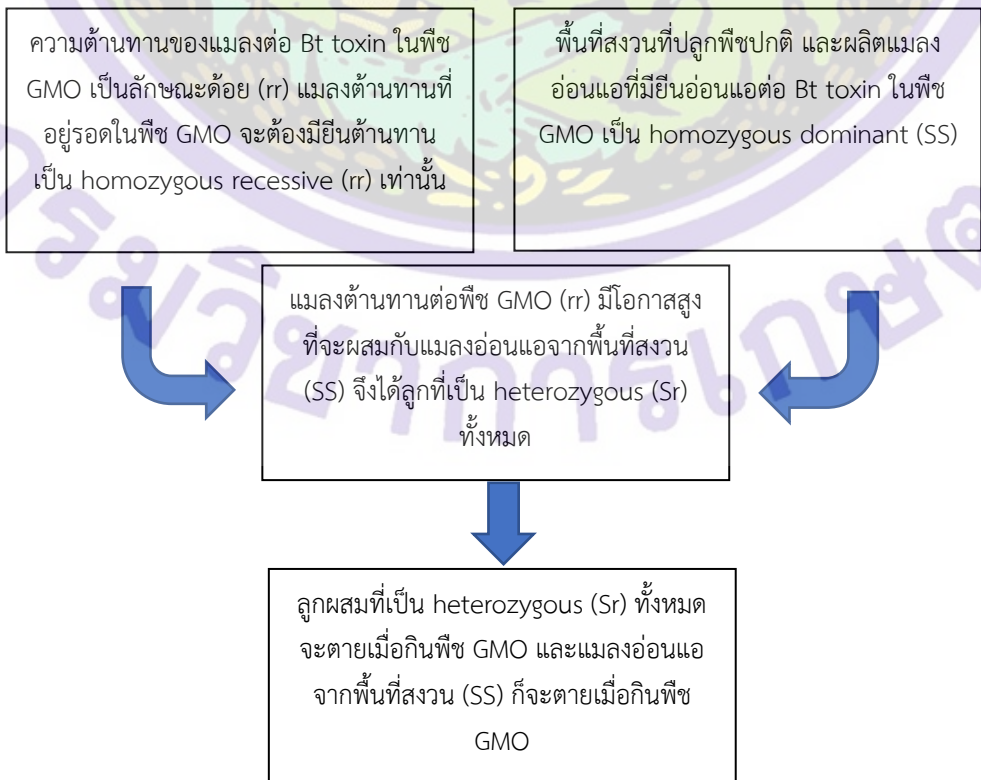 ความต้านทานของแมลงต่อ Bt toxin ในพืช
GMO เป็นลักษณะด้อย (rr) แมลงต้านทานที่
อยู่รอดในพืช GMO จะต้องมียีนต้านทาน
เป็น homozygous recessive (rr) เท่านั้น
พื้นที่สงวนที่ปลูกพืชปกติ และผลิตแมลง
อ่อนแอที่มียีนอ่อนแอต่อ Bt toxin ในพืช
GMO เป็น homozygous dominant (SS)
แมลงต้านทานต่อพืช GMO (rr) มีโอกาสสูง
ที่จะผสมกับแมลงอ่อนแอจากพื้นที่สงวน
(SS) จึงได้ลูกที่เป็น heterozygous (Sr)
ทั้งหมด
ลูกผสมที่เป็น heterozygous (Sr) ทั้งหมด
จะตายเมื่อกินพืช GMO และแมลงอ่อนแอ
จากพื้นที่สงวน (SS) ก็จะตายเมื่อกินพืช
GMO